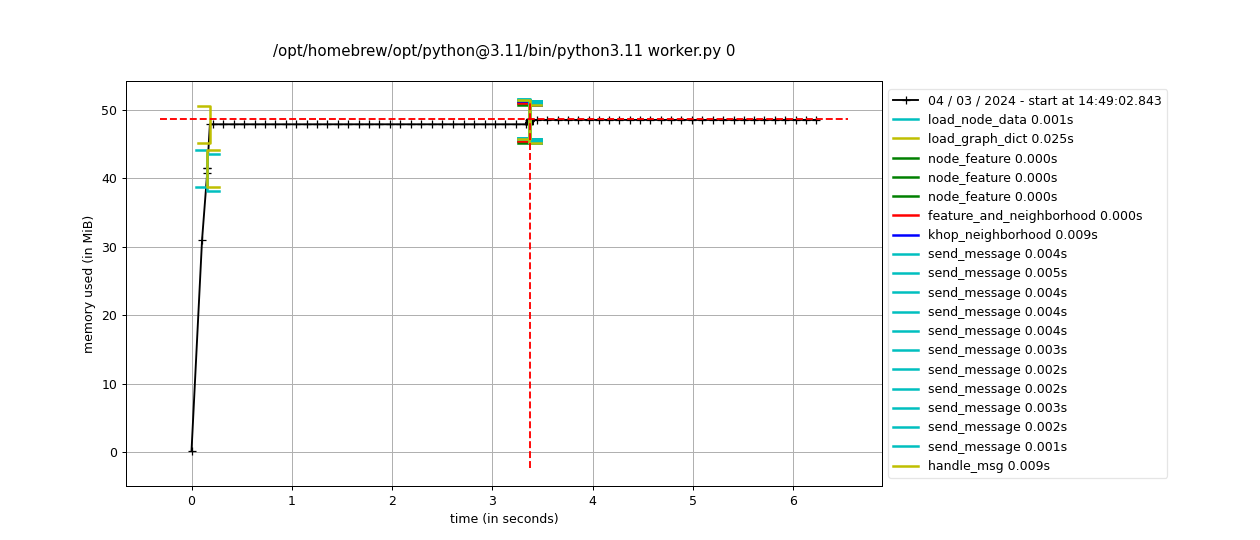 /opt/homebrew/opt/python@3.11/bin/python3.11 worker.py 0
memory used (in MiB)
50
40
30
20
10
0
0 1 2 3 4 5 6
time (in seconds)
04 / 03 / 2024 - start at 14:49:02.843
load_node_data 0.001s
load_graph_dict 0.025s
node_feature 0.000s
node_feature 0.000s
node_feature 0.000s
feature_and_neighborhood 0.000s
khop_neighborhood 0.009s
send_message 0.004s
send_message 0.005s
send_message 0.004s
send_message 0.004s
send_message 0.004s
send_message 0.003s
send_message 0.002s
send_message 0.002s
send_message 0.003s
send_message 0.002s
send_message 0.001s
handle_msg 0.009s